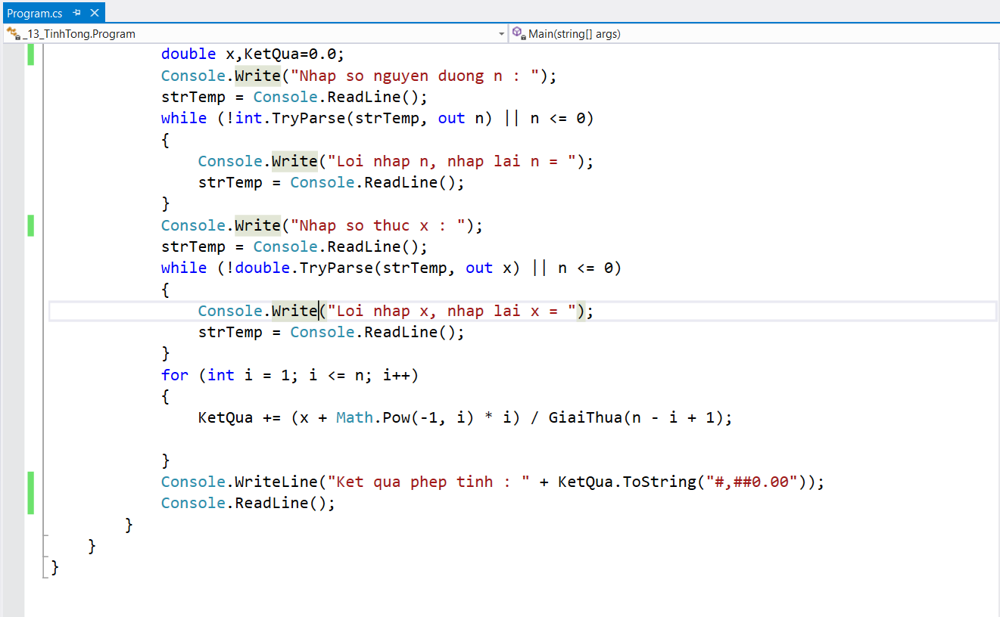 Program.cs
_13_TinhTong.Program
Main(string[] args)
double x,KetQua=0.0;
Console.Write("Nhap so nguyen duong n : ");
strTemp = Console.ReadLine();
while (!int.TryParse(strTemp, out n) || n <= 0)
{
Console.Write("Loi nhap n, nhap lai n = ");
strTemp = Console.ReadLine();
}
Console.Write("Nhap so thuc x : ");
strTemp = Console.ReadLine();
while (!double.TryParse(strTemp, out x) || n <= 0)
{
Console.Write("Loi nhap x, nhap lai x = ");
strTemp = Console.ReadLine();
}
for (int i = 1; i <= n; i++)
{
KetQua += (x + Math.Pow(-1, i) * i) / GiaiThua(n - i + 1);
}
Console.WriteLine("Ket qua phep tinh : " + KetQua.ToString("#,##0.00"));
Console.ReadLine();
}
}
}